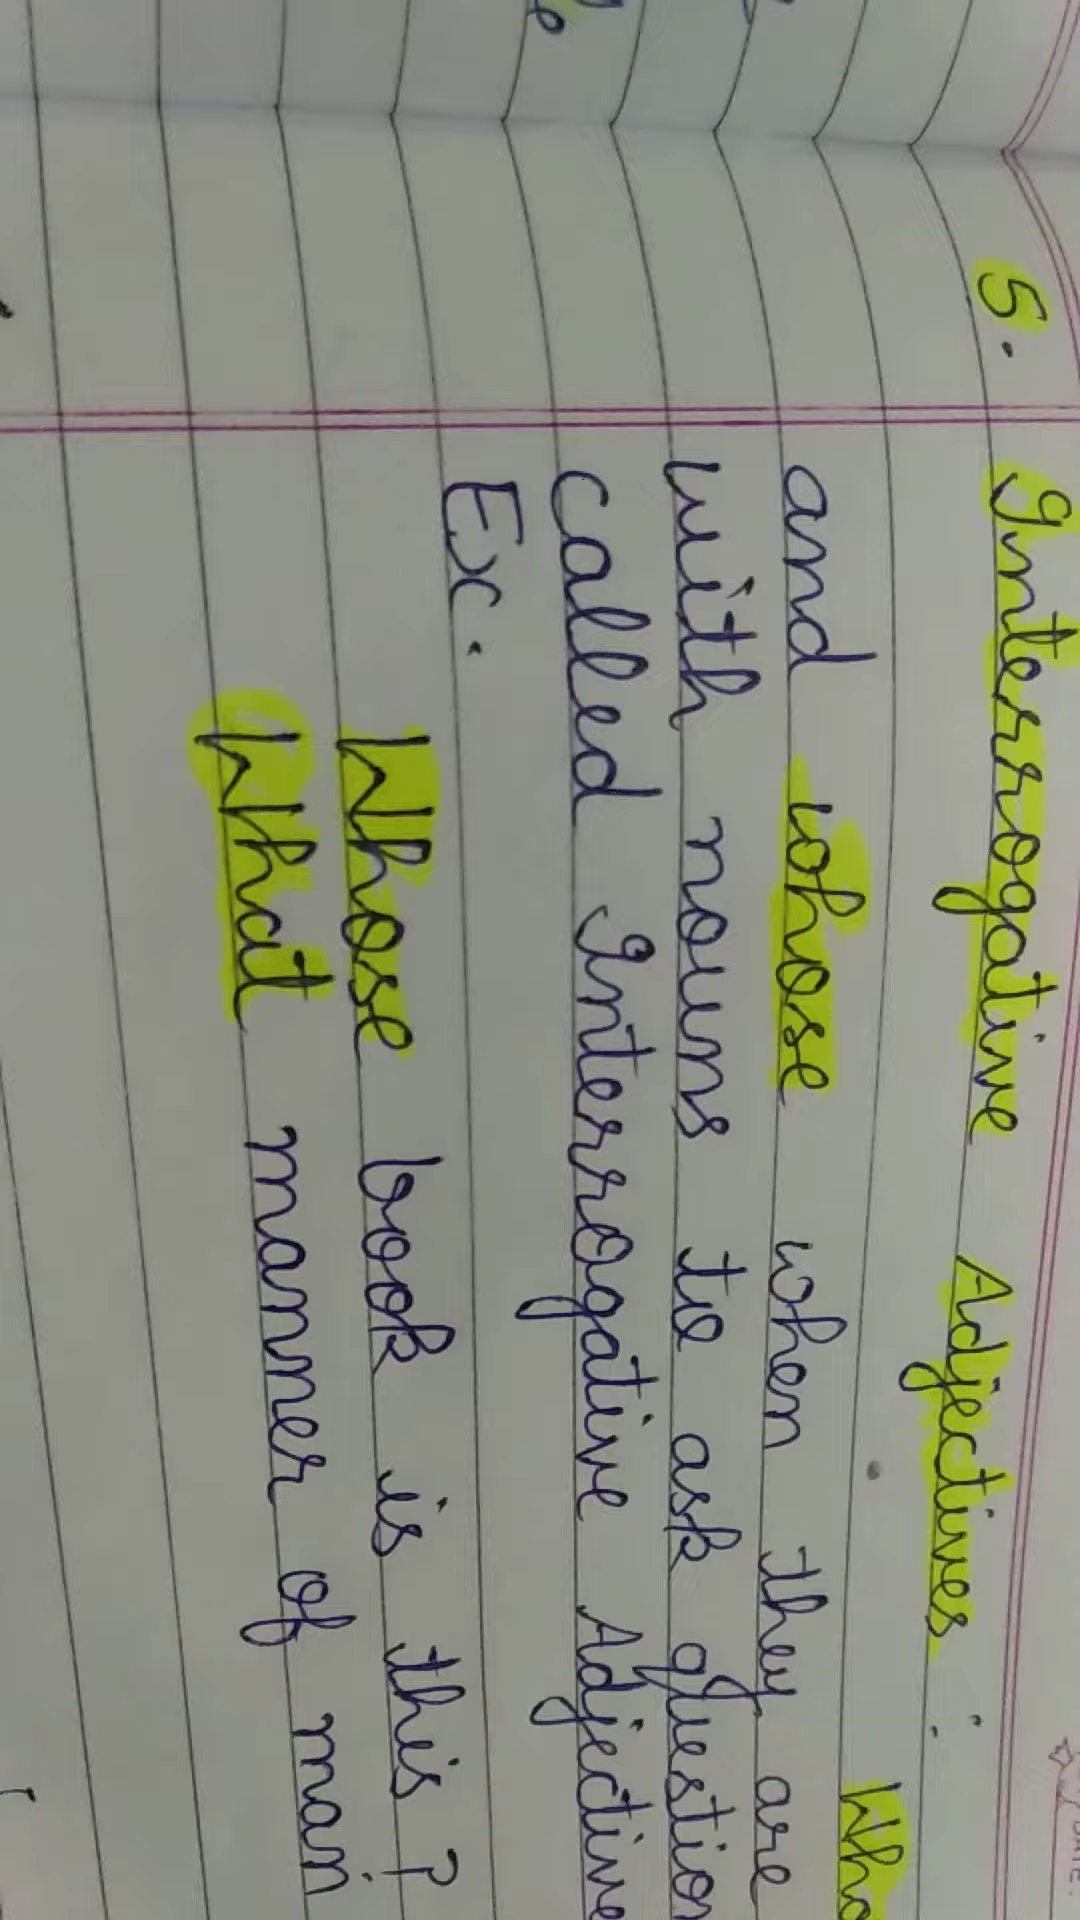 5. Interrogative Adjectives :-
and whose when they are
with nouns to ask question
called Interrogative Adjective
Ex.
Whose book is this?
What manner of man